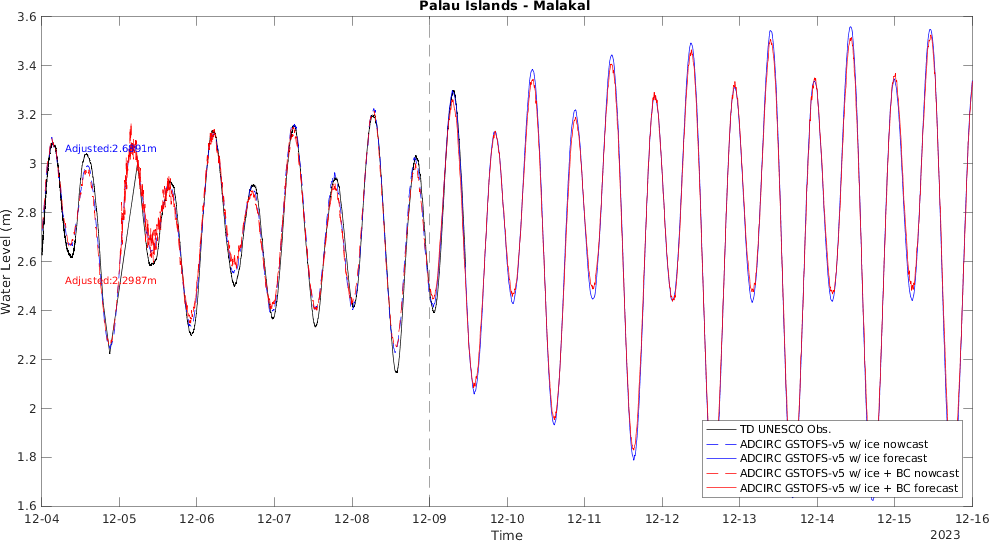 Palau Islands - Malakal
Water Level (m)
3.6
3.4
3.2
3
2.8
2.6
2.4
2.2
2
1.8
1.6
Adjusted:2.6491m
Adjusted:2.2987m
TD UNESCO Obs.
ADCIRC GSTOFS-v5 w/ ice nowcast
ADCIRC GSTOFS-v5 w/ ice forecast
ADCIRC GSTOFS-v5 w/ ice + BC nowcast
ADCIRC GSTOFS-v5 w/ ice + BC forecast
12-04 12-05 12-06 12-07 12-08 12-09 12-10 12-11 12-12 12-13 12-14 12-15 12-16
Time
2023